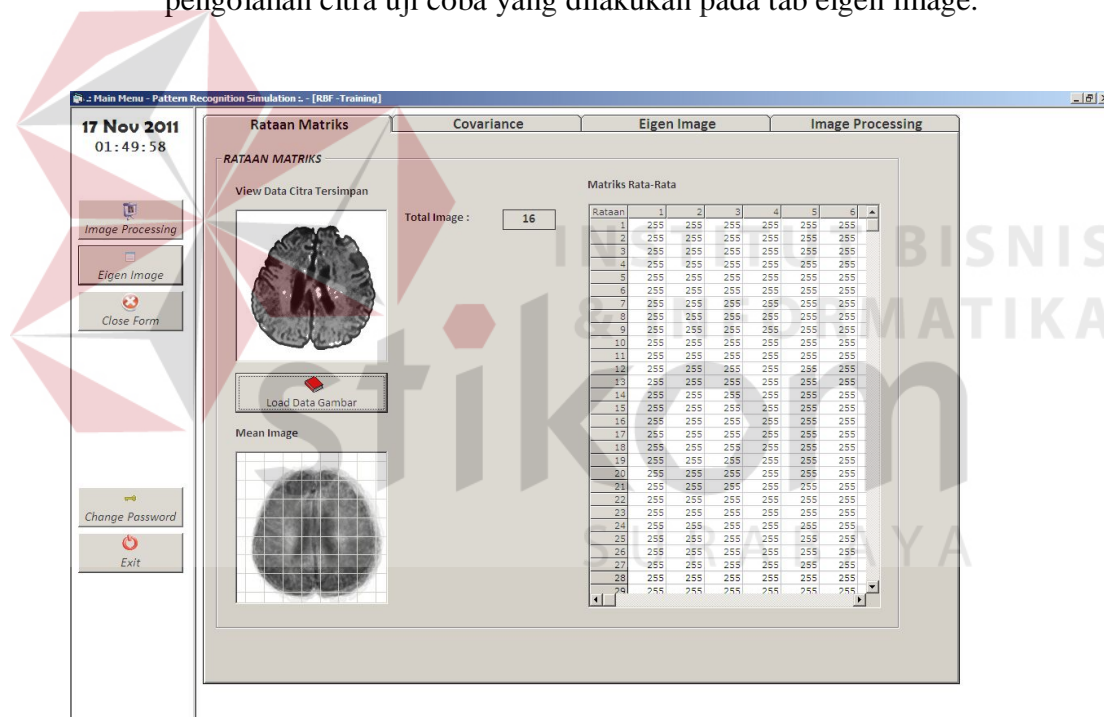 pengolahan citra uji coba yang dilakukan pada tab eigen image.
.: Main Menu - Pattern Recognition Simulation :. - [RBF -Training]
17 Nov 2011
01:49:58
Image Processing
Eigen Image
Close Form
Change Password
Exit
Rataan Matriks Covariance Eigen Image Image Processing
RATAAN MATRIKS
View Data Citra Tersimpan
Total Image : 16
Load Data Gambar
Mean Image
Matriks Rata-Rata
Rataan 1 2 3 4 5 6
1 255 255 255 255 255 255
2 255 255 255 255 255 255
3 255 255 255 255 255 255
4 255 255 255 255 255 255
5 255 255 255 255 255 255
6 255 255 255 255 255 255
7 255 255 255 255 255 255
8 255 255 255 255 255 255
9 255 255 255 255 255 255
10 255 255 255 255 255 255
11 255 255 255 255 255 255
12 255 255 255 255 255 255
13 255 255 255 255 255 255
14 255 255 255 255 255 255
15 255 255 255 255 255 255
16 255 255 255 255 255 255
17 255 255 255 255 255 255
18 255 255 255 255 255 255
19 255 255 255 255 255 255
20 255 255 255 255 255 255
21 255 255 255 255 255 255
22 255 255 255 255 255 255
23 255 255 255 255 255 255
24 255 255 255 255 255 255
25 255 255 255 255 255 255
26 255 255 255 255 255 255
27 255 255 255 255 255 255
28 255 255 255 255 255 255
29 255 255 255 255 255 255
INSTITUT BISNIS
& INFORMATIKA
stikom
SURABAYA